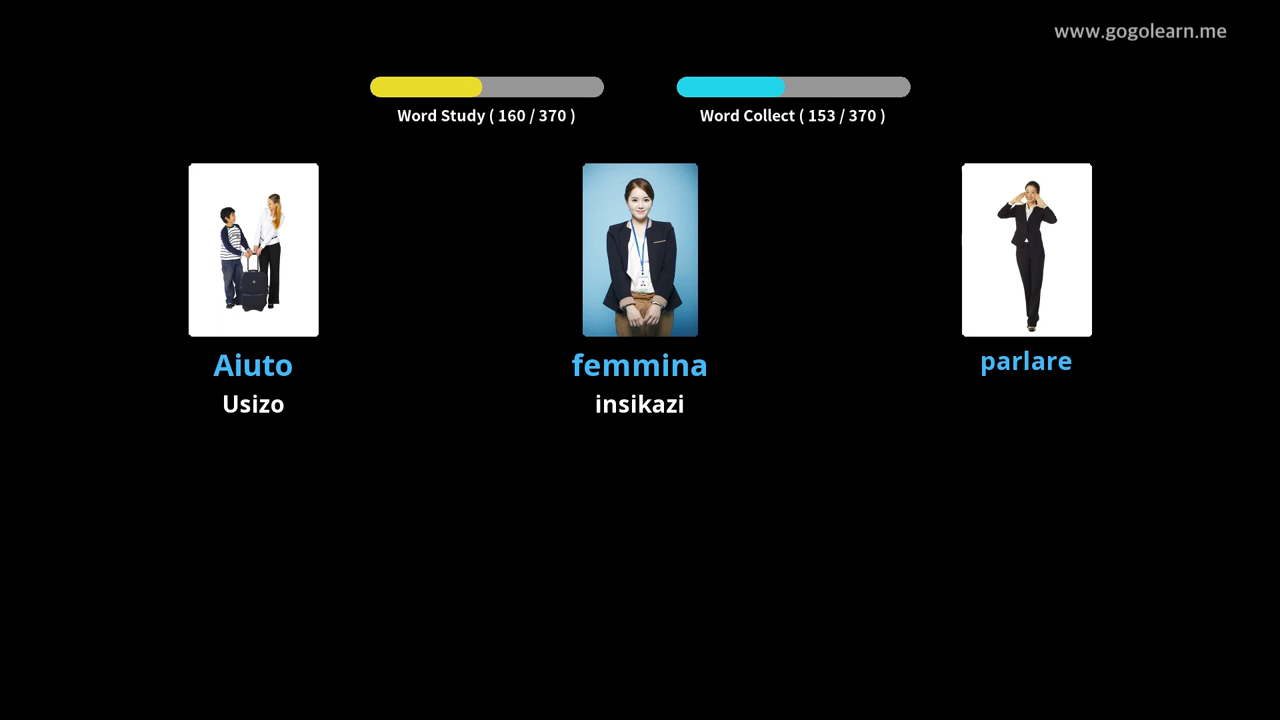 www.gogolearn.me
Word Study ( 160 / 370 )
Word Collect ( 153 / 370 )
Aiuto
Usizo
femmina
insikazi
parlare